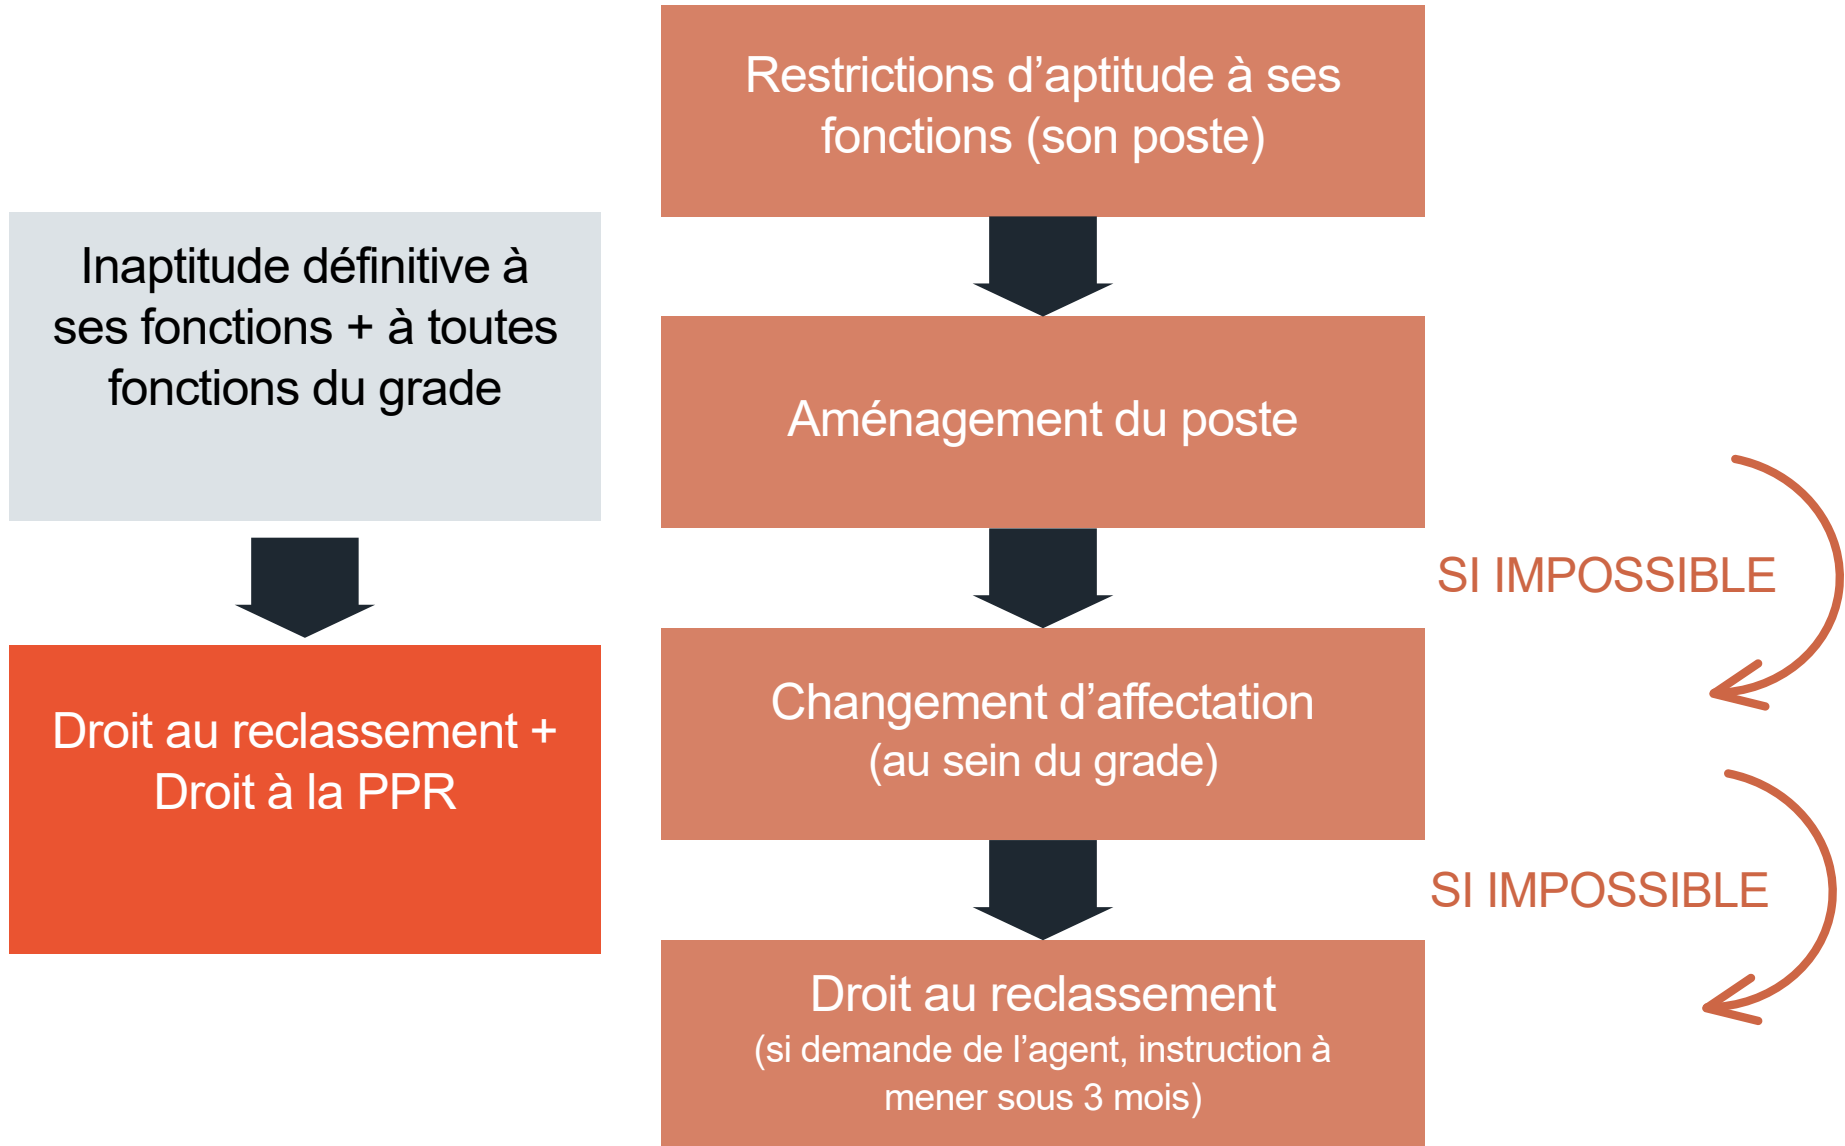 Restrictions d’aptitude à ses
fonctions (son poste)
Inaptitude définitive à
ses fonctions + à toutes
fonctions du grade
Aménagement du poste
SI IMPOSSIBLE
Droit au reclassement +
Droit à la PPR
Changement d’affectation
(au sein du grade)
SI IMPOSSIBLE
Droit au reclassement
(si demande de l’agent, instruction à
mener sous 3 mois)